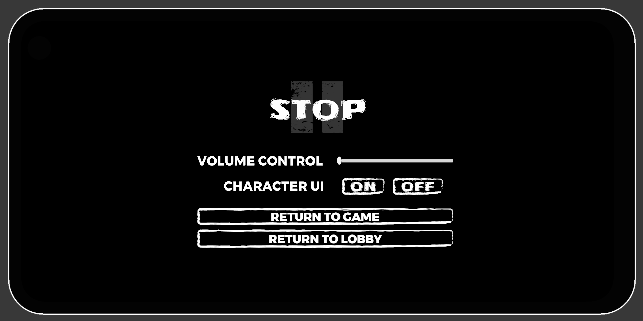 STOP
VOLUME CONTROL
CHARACTER UI ON OFF
RETURN TO GAME
RETURN TO LOBBY